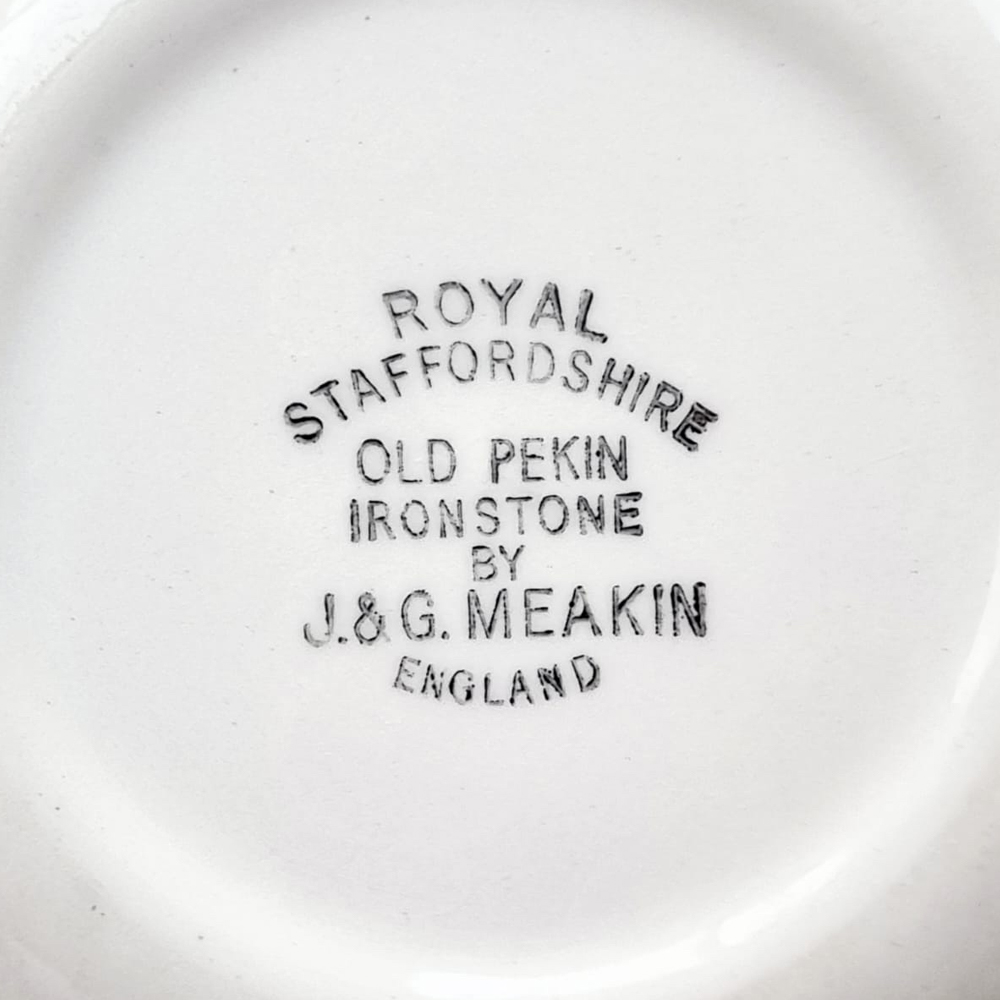 ROYAL
STAFFORDSHIRE
OLD PEKIN
IRONSTONE
BY
J.&G. MEAKIN
ENGLAND